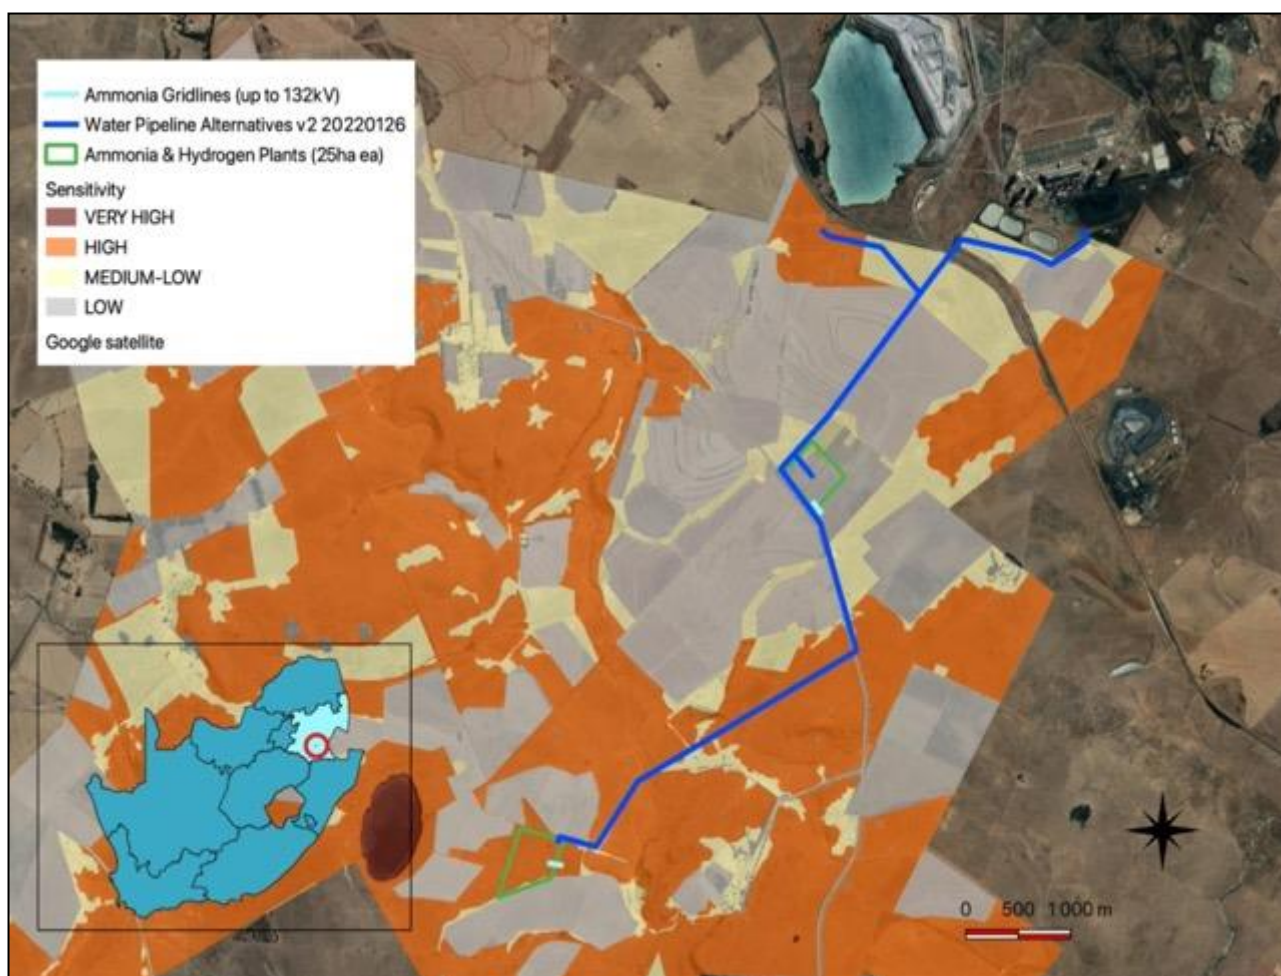 Ammonia Gridlines (up to 132kV)
Water Pipeline Alternatives v2 20220126
Ammonia & Hydrogen Plants (25ha ea)
Sensitivity
VERY HIGH
HIGH
MEDIUM-LOW
LOW
Google satellite
0 500 1 000 m